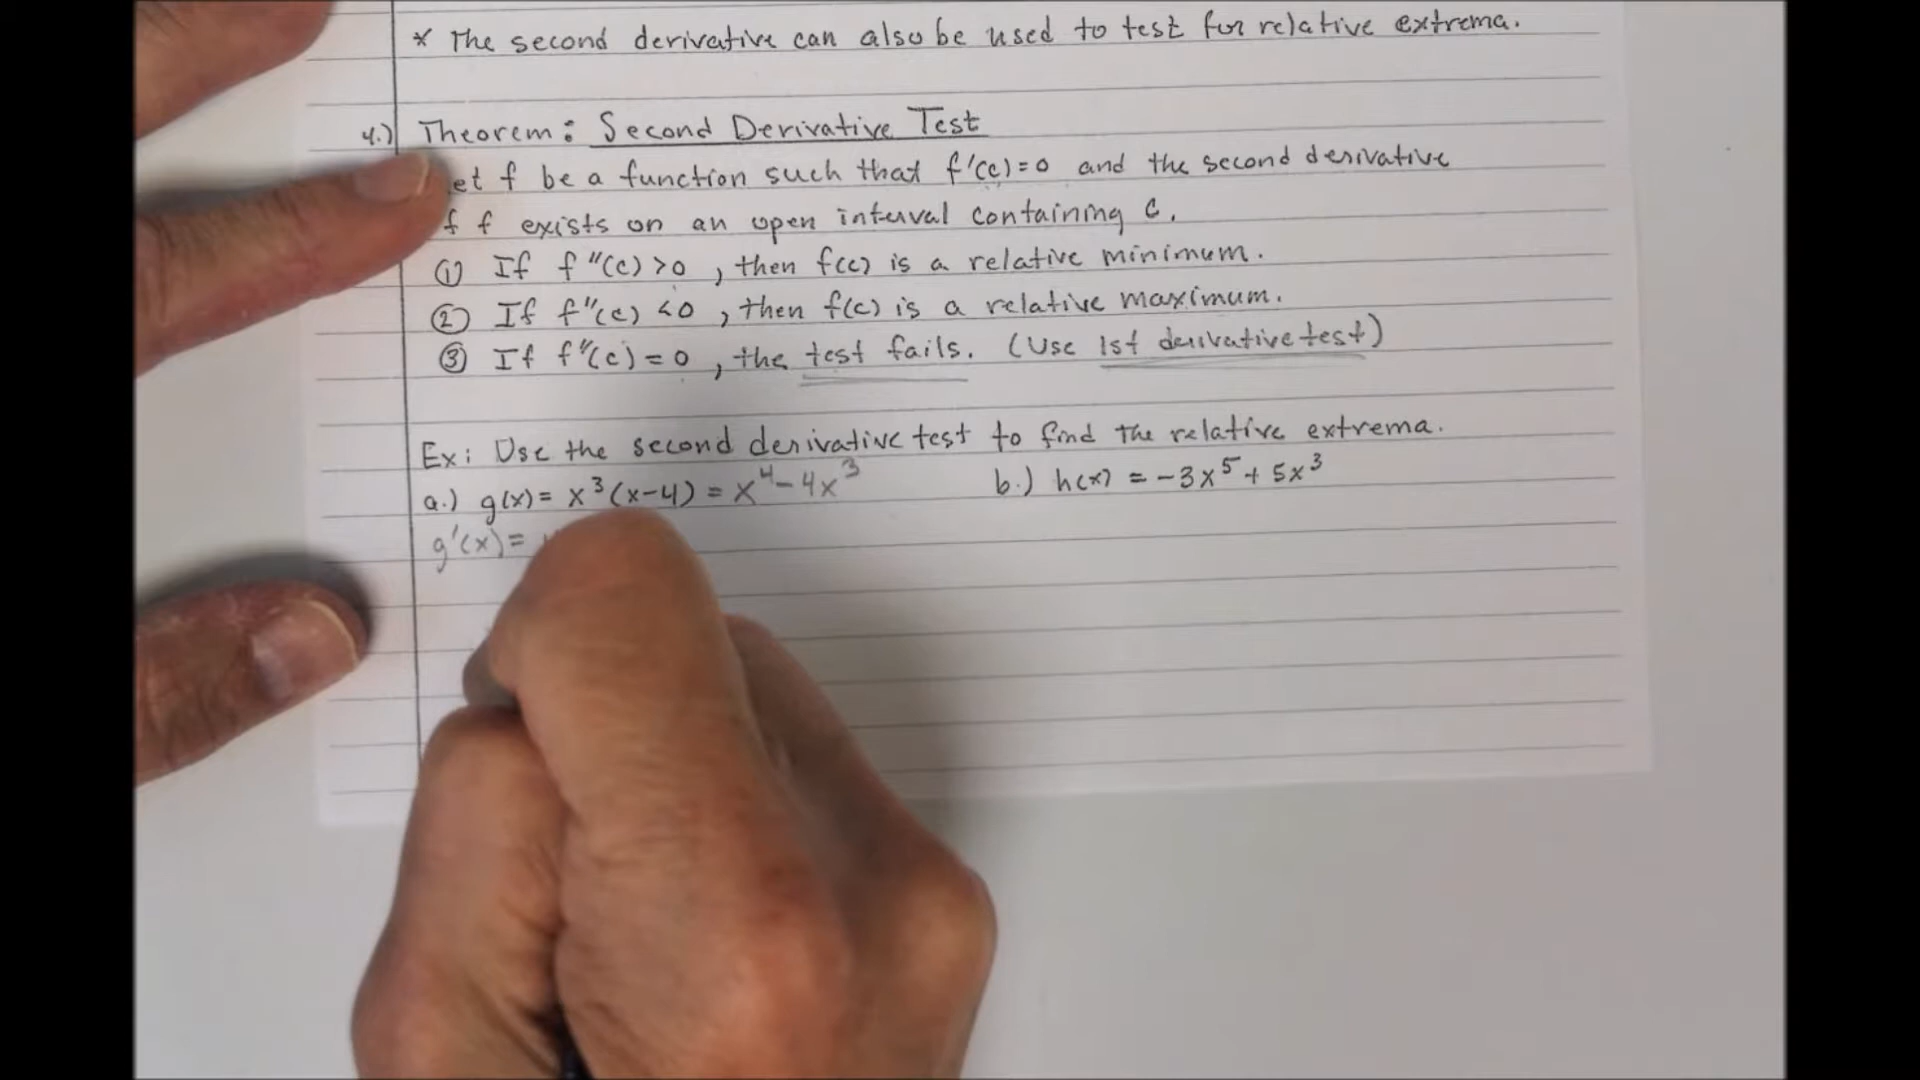 * The second derivative can also be used to test for relative extrema.
4.) Theorem: Second Derivative Test
et f be a function such that f'(c)=0 and the second derivative
f f exists on an open interval containing c.
① If f''(c) >0, then f(c) is a relative minimum.
② If f''(c) <0, then f(c) is a relative maximum.
③ If f''(c) = 0, the test fails. (Use 1st derivative test)
Ex: Use the second derivative test to find the relative extrema.
a.) g(x) = x³(x-4) = x⁴-4x³ b.) h(x) = -3x⁵ + 5x³
g'(x) =